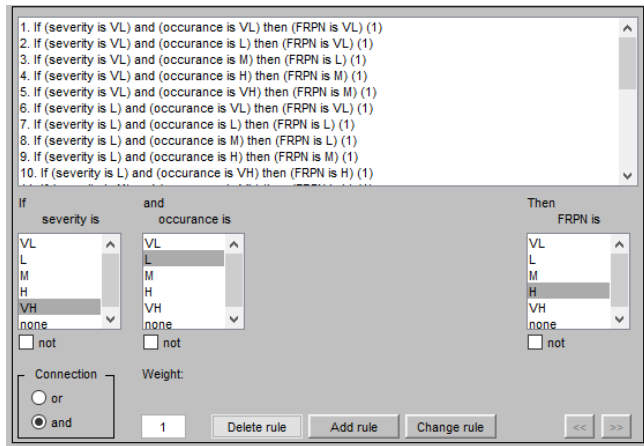 1. If (severity is VL) and (occurance is VL) then (FRPN is VL) (1)
2. If (severity is VL) and (occurance is L) then (FRPN is VL) (1)
3. If (severity is VL) and (occurance is M) then (FRPN is L) (1)
4. If (severity is VL) and (occurance is H) then (FRPN is M) (1)
5. If (severity is VL) and (occurance is VH) then (FRPN is M) (1)
6. If (severity is L) and (occurance is VL) then (FRPN is VL) (1)
7. If (severity is L) and (occurance is L) then (FRPN is L) (1)
8. If (severity is L) and (occurance is M) then (FRPN is L) (1)
9. If (severity is L) and (occurance is H) then (FRPN is M) (1)
10. If (severity is L) and (occurance is VH) then (FRPN is H) (1)
If and Then
severity is occurance is FRPN is
VL VL VL
L L L
M M M
H H H
VH VH VH
none none none
not not not
Connection Weight:
or
and 1 Delete rule Add rule Change rule << >>